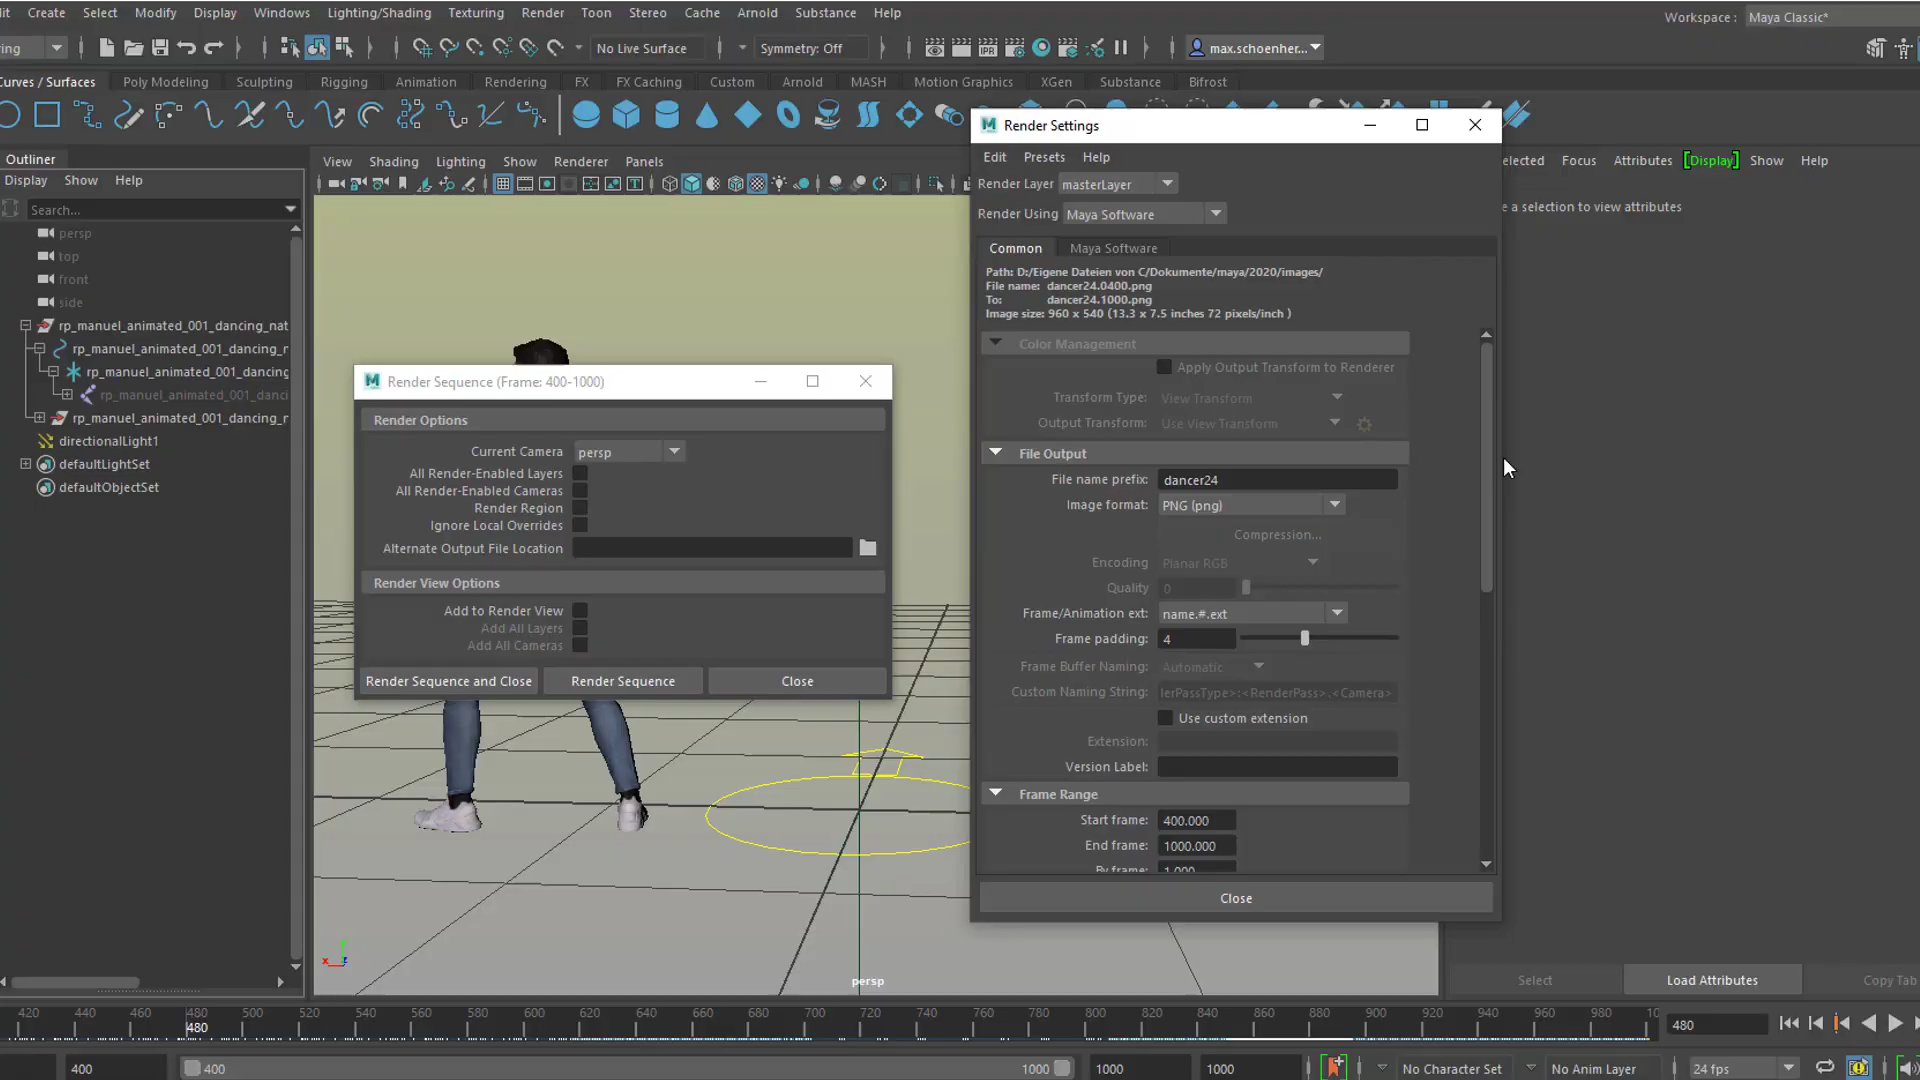 it Create Select Modify Display Windows Lighting/Shading Texturing Render Toon Stereo Cache Arnold Substance Help
Workspace : Maya Classic*
ing No Live Surface Symmetry: Off max.schoenher...
Curves / Surfaces Poly Modeling Sculpting Rigging Animation Rendering FX FX Caching Custom Arnold MASH Motion Graphics XGen Substance Bifrost
Outliner
Display Show Help
Search...
persp
top
front
side
rp_manuel_animated_001_dancing_nat
rp_manuel_animated_001_dancing_r
rp_manuel_animated_001_dancing
rp_manuel_animated_001_danci
rp_manuel_animated_001_dancing_r
directionalLight1
defaultLightSet
defaultObjectSet
View Shading Lighting Show Renderer Panels
persp
Render Sequence (Frame: 400-1000)
Render Options
Current Camera persp
All Render-Enabled Layers
All Render-Enabled Cameras
Render Region
Ignore Local Overrides
Alternate Output File Location
Render View Options
Add to Render View
Add All Layers
Add All Cameras
Render Sequence and Close Render Sequence Close
Render Settings
Edit Presets Help
Render Layer masterLayer
Render Using Maya Software
Common Maya Software
Path: D:/Eigene Dateien von C/Dokumente/maya/2020/images/
File name: dancer24.0400.png
To: dancer24.1000.png
Image size: 960 x 540 (13.3 x 7.5 inches 72 pixels/inch )
Color Management
Apply Output Transform to Renderer
Transform Type: View Transform
Output Transform: Use View Transform
File Output
File name prefix: dancer24
Image format: PNG (png)
Compression...
Encoding Planar RGB
Quality 0
Frame/Animation ext: name.#.ext
Frame padding: 4
Frame Buffer Naming: Automatic
Custom Naming String: lerPassType>:<RenderPass>.<Camera>
Use custom extension
Extension:
Version Label:
Frame Range
Start frame: 400.000
End frame: 1000.000
By frame: 1.000
Close
elected Focus Attributes Display Show Help
e a selection to view attributes
Select Load Attributes Copy Tab
420 440 460 480 500 520 540 560 580 600 620 640 660 680 700 720 740 760 780 800 820 840 860 880 900 920 940 960 980 10
480
480
400 400 1000 1000 1000 No Character Set No Anim Layer 24 fps